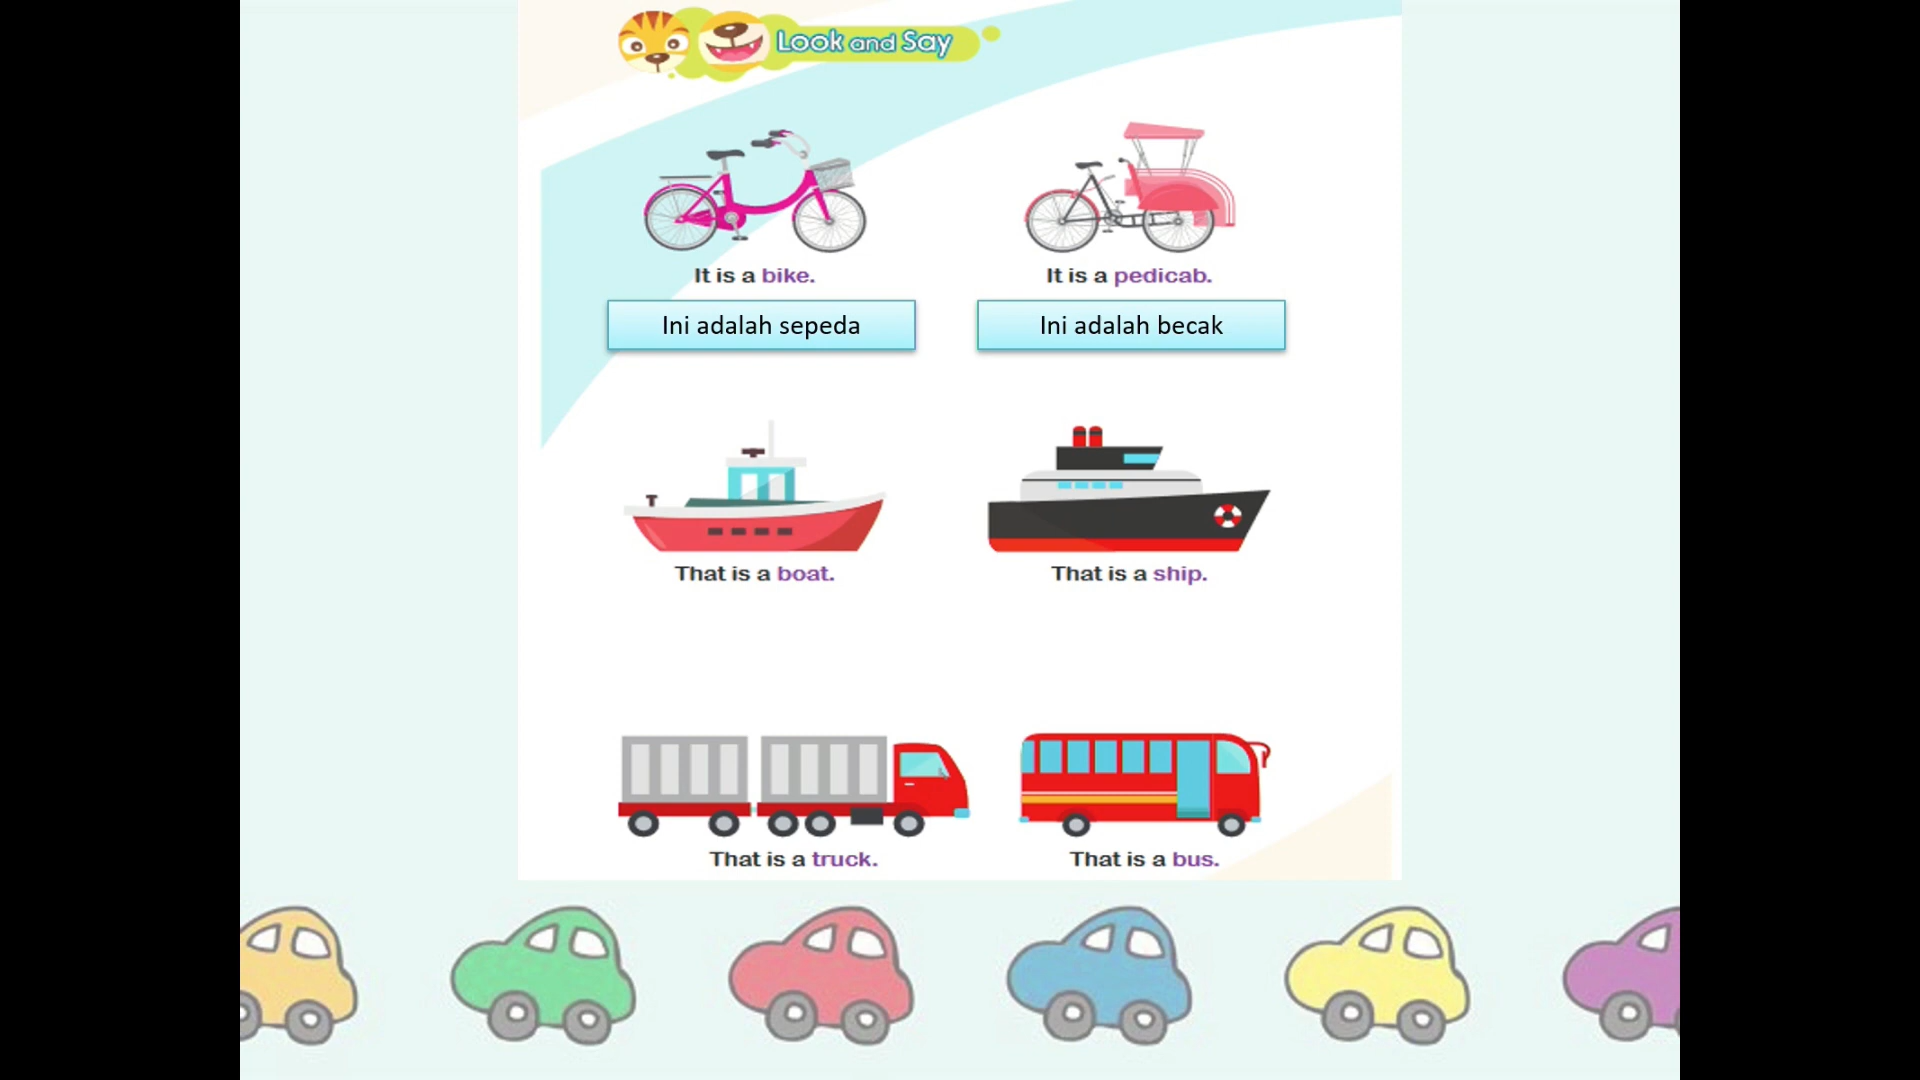 Look and Say
It is a bike.
It is a pedicab.
Ini adalah sepeda
Ini adalah becak
That is a boat.
That is a ship.
That is a truck.
That is a bus.